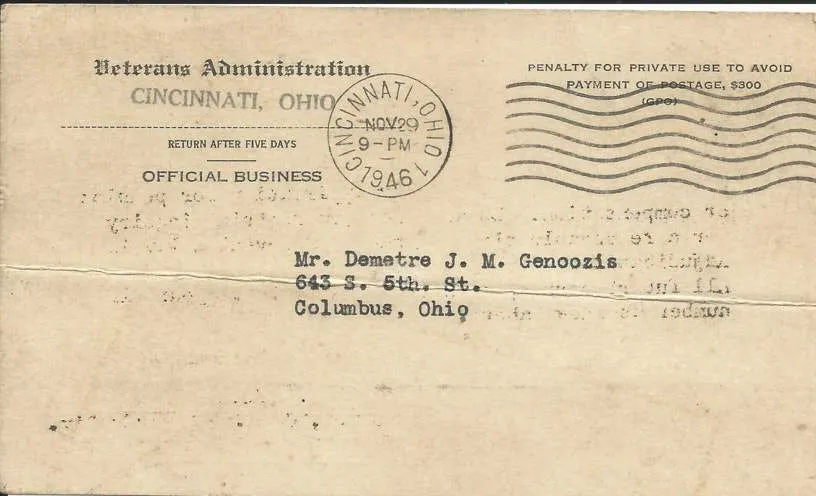 Veterans Administration
CINCINNATI, OHIO
RETURN AFTER FIVE DAYS
OFFICIAL BUSINESS
CINCINNATI, OHIO 1
NOV 29
9-PM
1946
PENALTY FOR PRIVATE USE TO AVOID
PAYMENT OF POSTAGE, $300
(GPO)
Mr. Demetre J. M. Genoozis
643 S. 5th. St.
Columbus, Ohio